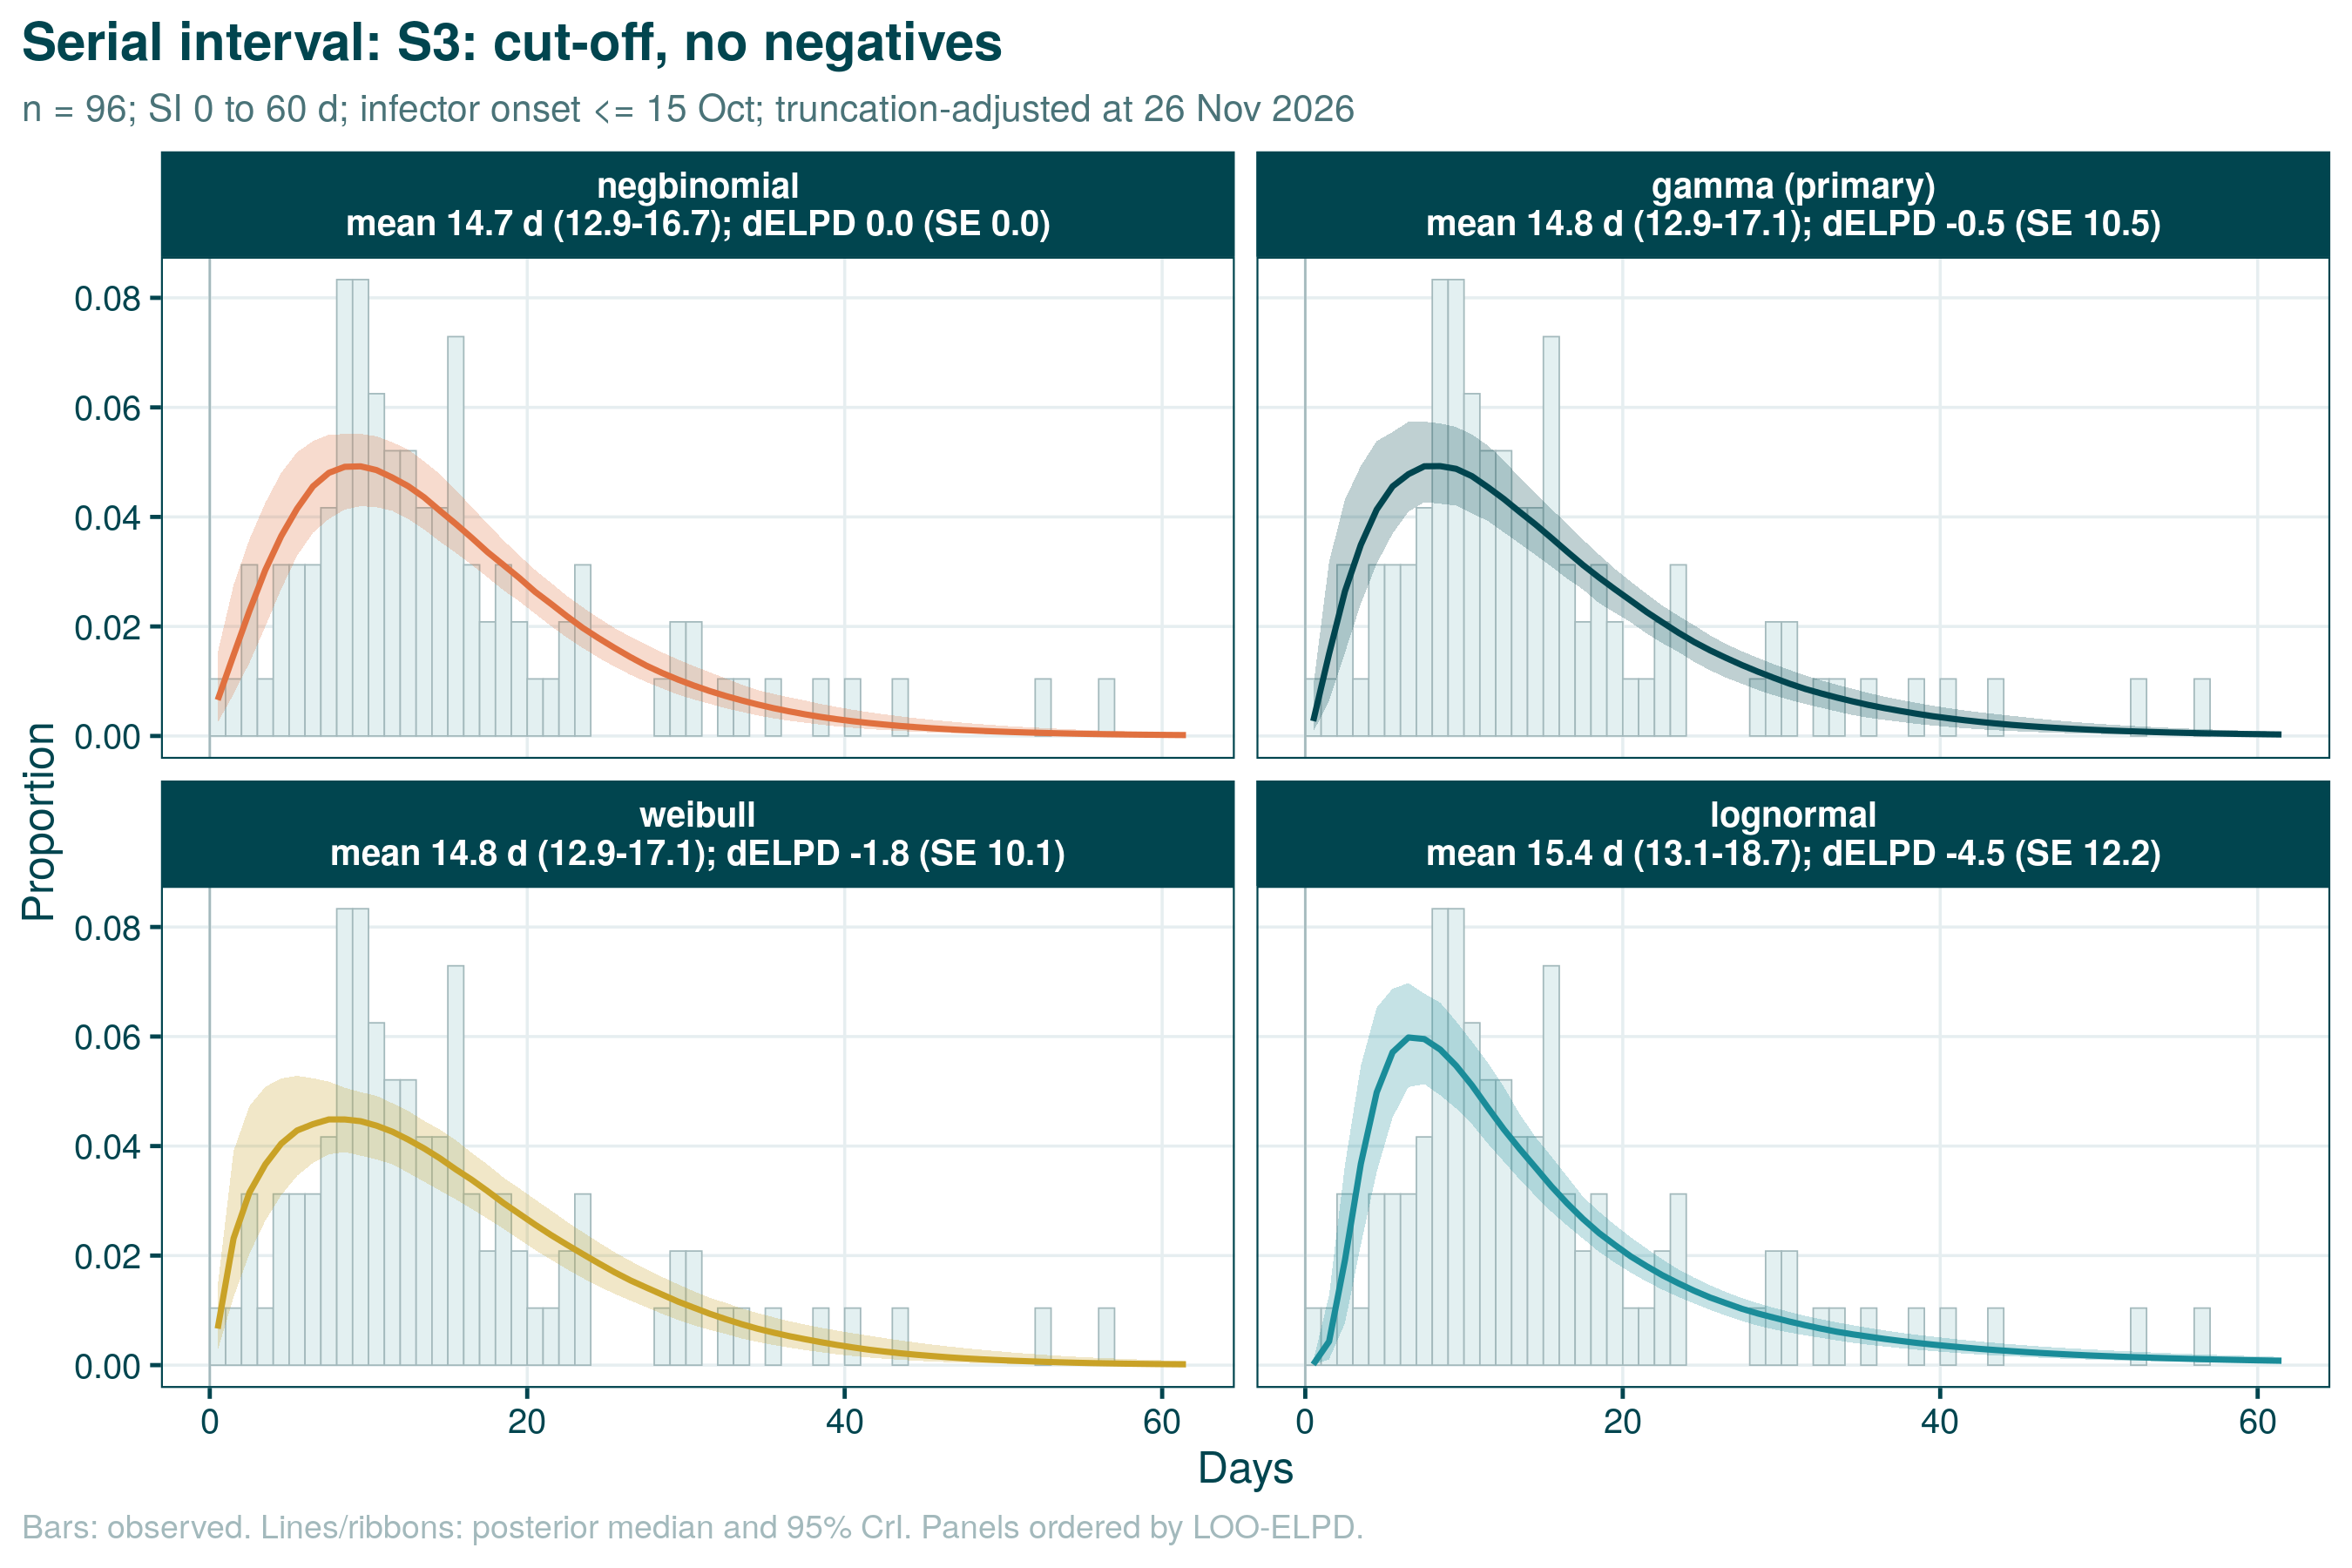 Serial interval: S3: cut-off, no negatives
n = 96; SI 0 to 60 d; infector onset <= 15 Oct; truncation-adjusted at 26 Nov 2026
negbinomial
mean 14.7 d (12.9-16.7); dELPD 0.0 (SE 0.0)
gamma (primary)
mean 14.8 d (12.9-17.1); dELPD -0.5 (SE 10.5)
0.08
0.06
0.04
0.02
0.00
weibull
mean 14.8 d (12.9-17.1); dELPD -1.8 (SE 10.1)
lognormal
mean 15.4 d (13.1-18.7); dELPD -4.5 (SE 12.2)
0.08
0.06
0.04
0.02
0.00
Proportion
0 20 40 60
0 20 40 60
Days
Bars: observed. Lines/ribbons: posterior median and 95% CrI. Panels ordered by LOO-ELPD.